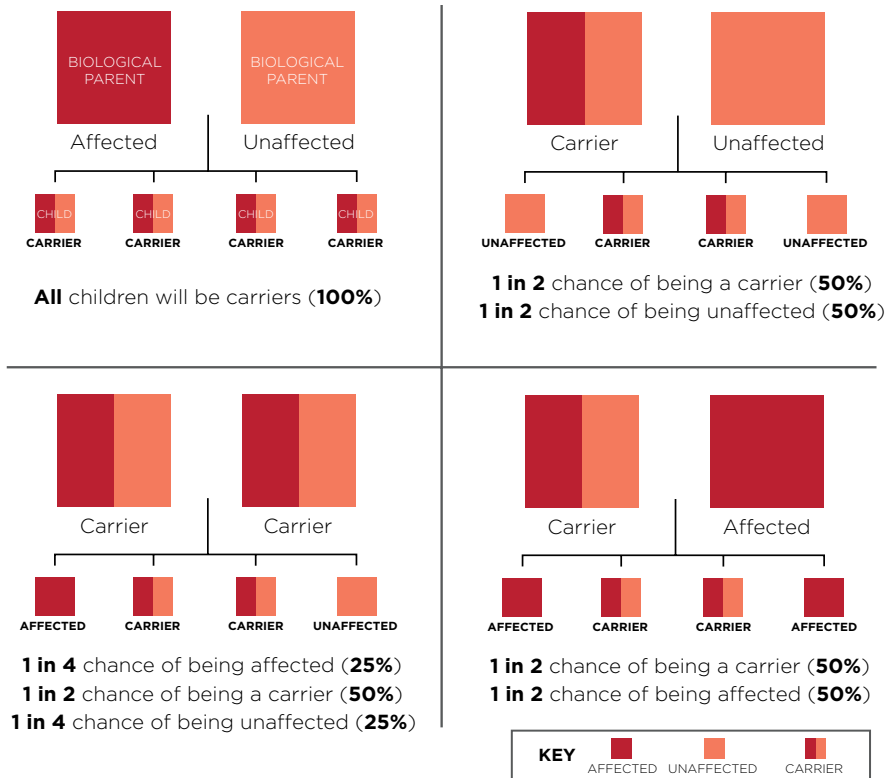 BIOLOGICAL
PARENT
BIOLOGICAL
PARENT
Affected
Unaffected
CHILD
CHILD
CHILD
CHILD
CARRIER
CARRIER
CARRIER
CARRIER
All children will be carriers (100%)
Carrier
Unaffected
UNAFFECTED
CARRIER
CARRIER
UNAFFECTED
1 in 2 chance of being a carrier (50%)
1 in 2 chance of being unaffected (50%)
Carrier
Carrier
AFFECTED
CARRIER
CARRIER
UNAFFECTED
1 in 4 chance of being affected (25%)
1 in 2 chance of being a carrier (50%)
1 in 4 chance of being unaffected (25%)
Carrier
Affected
AFFECTED
CARRIER
CARRIER
AFFECTED
1 in 2 chance of being a carrier (50%)
1 in 2 chance of being affected (50%)
KEY
AFFECTED
UNAFFECTED
CARRIER